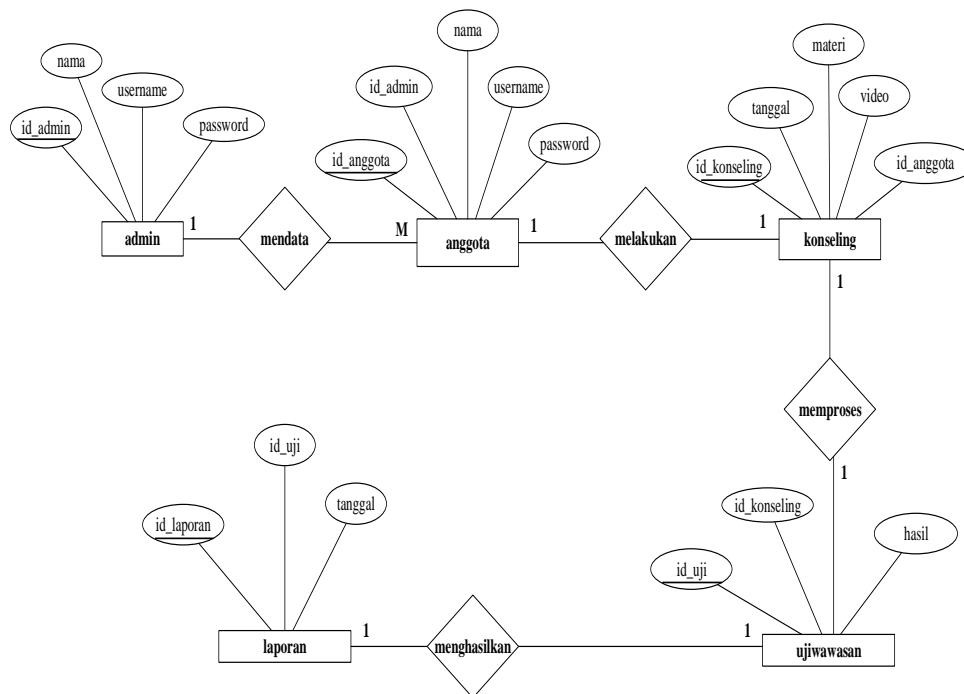 nama
username
id_admin
password
admin
1
mendata
M
nama
id_admin
username
id_anggota
password
anggota
1
melakukan
1
materi
tanggal
video
id_konseling
id_anggota
konseling
1
memproses
1
id_uji
id_laporan
tanggal
laporan
1
menghasilkan
1
id_konseling
id_uji
hasil
ujiwawasan